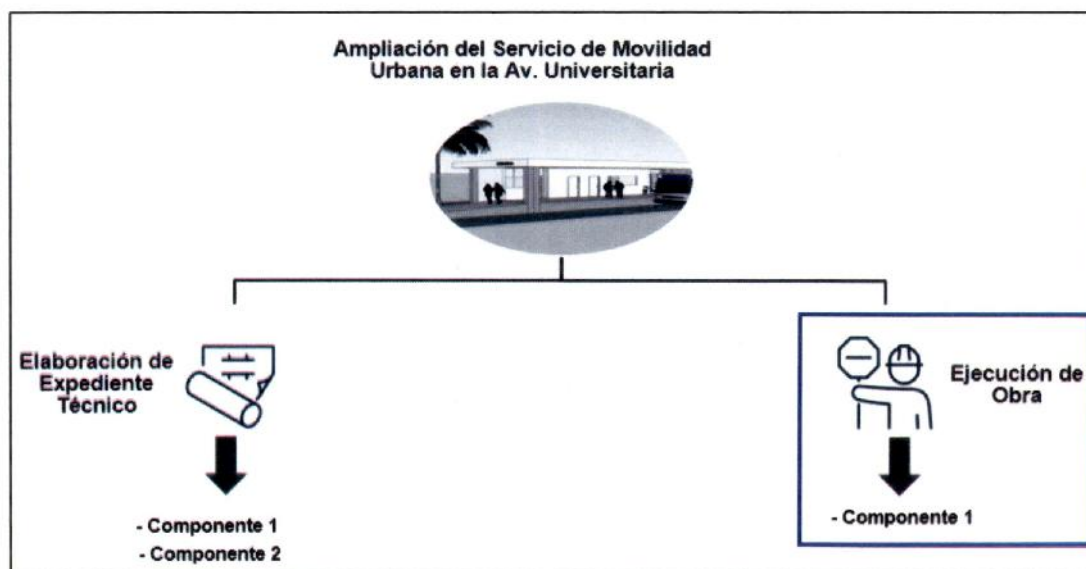 Ampliación del Servicio de Movilidad
Urbana en la Av. Universitaria
Elaboración de
Expediente
Técnico
- Componente 1
- Componente 2
Ejecución de
Obra
- Componente 1